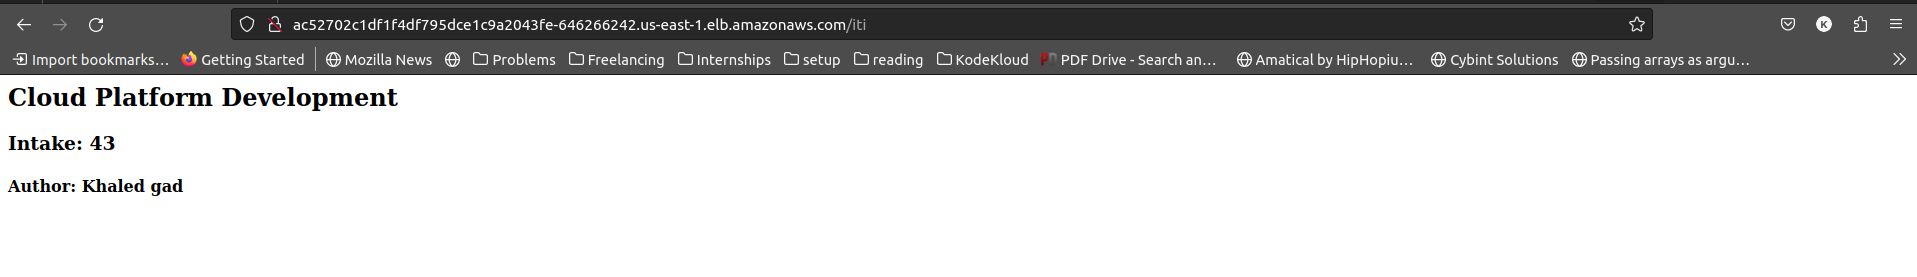 ac52702c1df1f4df795dce1c9a2043fe-646266242.us-east-1.elb.amazonaws.com/iti
K
Import bookmarks… Getting Started Mozilla News Problems Freelancing Internships setup reading KodeKloud PDF Drive - Search an… Amatical by HipHopiu… Cybint Solutions Passing arrays as argu…
Cloud Platform Development
Intake: 43
Author: Khaled gad